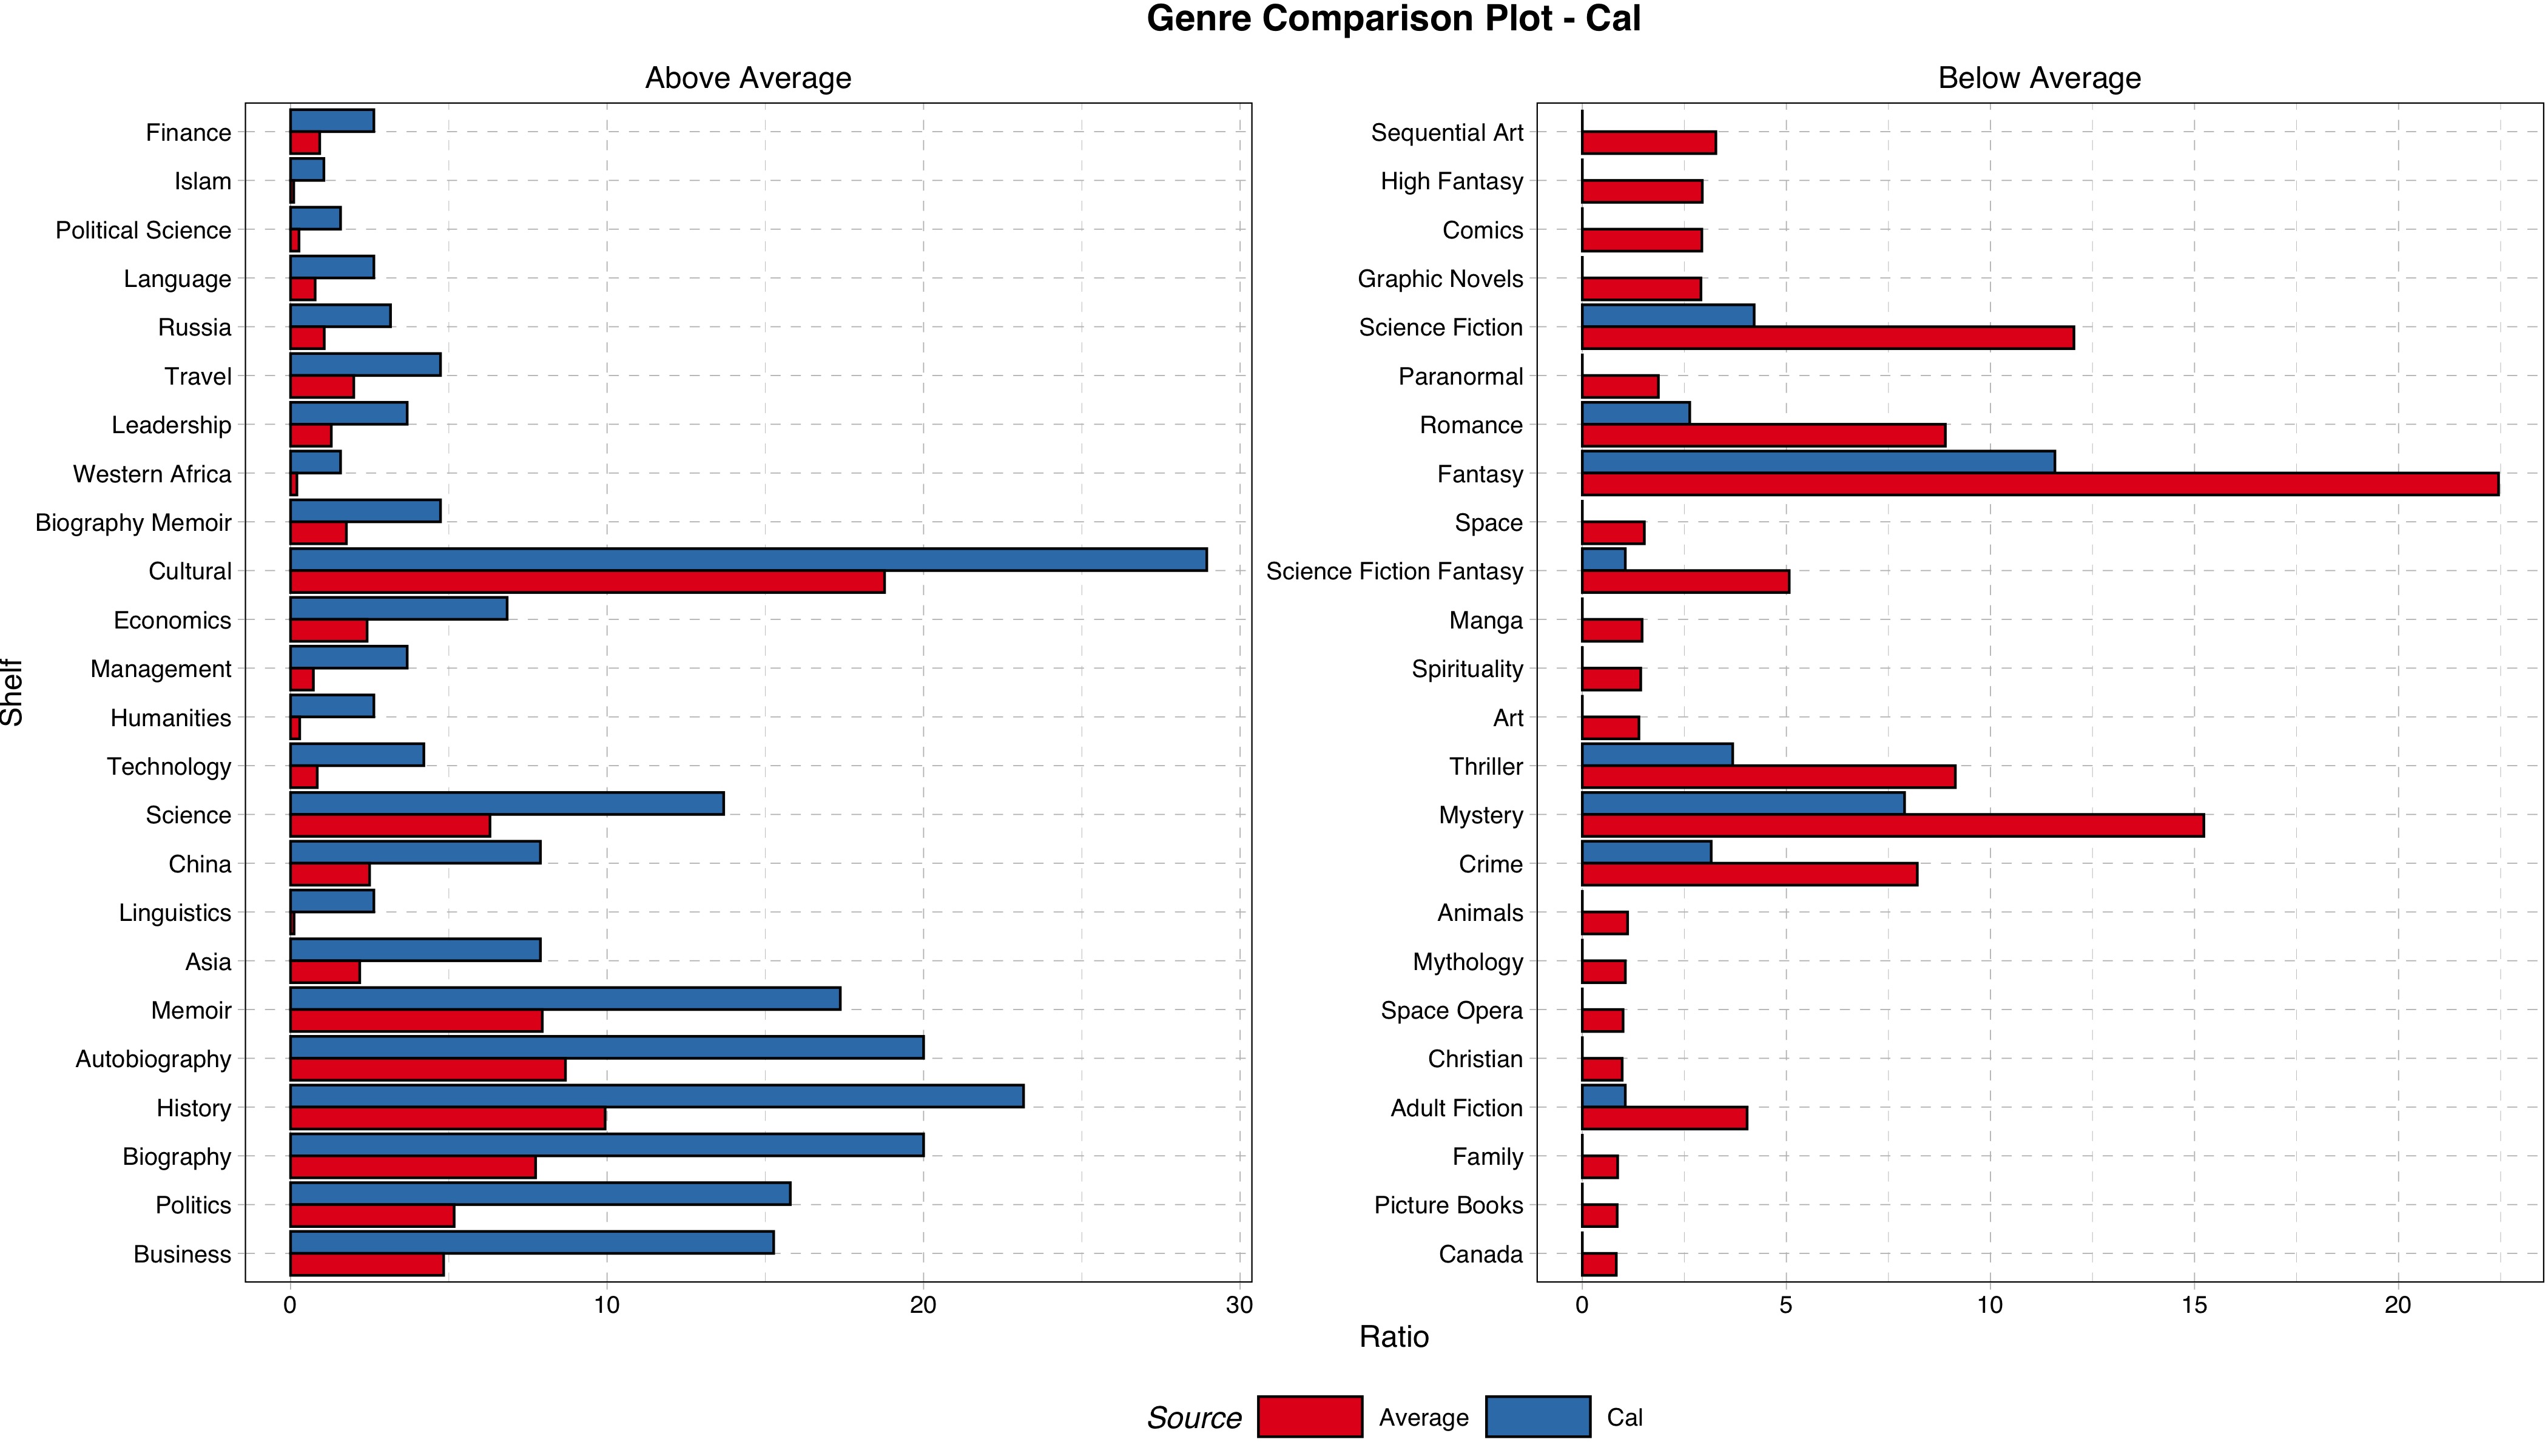 Genre Comparison Plot - Cal
Above Average
Finance
Islam
Political Science
Language
Russia
Travel
Leadership
Western Africa
Biography Memoir
Cultural
Economics
Management
Humanities
Technology
Science
China
Linguistics
Asia
Memoir
Autobiography
History
Biography
Politics
Business
0 10 20 30
Below Average
Sequential Art
High Fantasy
Comics
Graphic Novels
Science Fiction
Paranormal
Romance
Fantasy
Space
Science Fiction Fantasy
Manga
Spirituality
Art
Thriller
Mystery
Crime
Animals
Mythology
Space Opera
Christian
Adult Fiction
Family
Picture Books
Canada
0 5 10 15 20
Shelf
Ratio
Source Average Cal